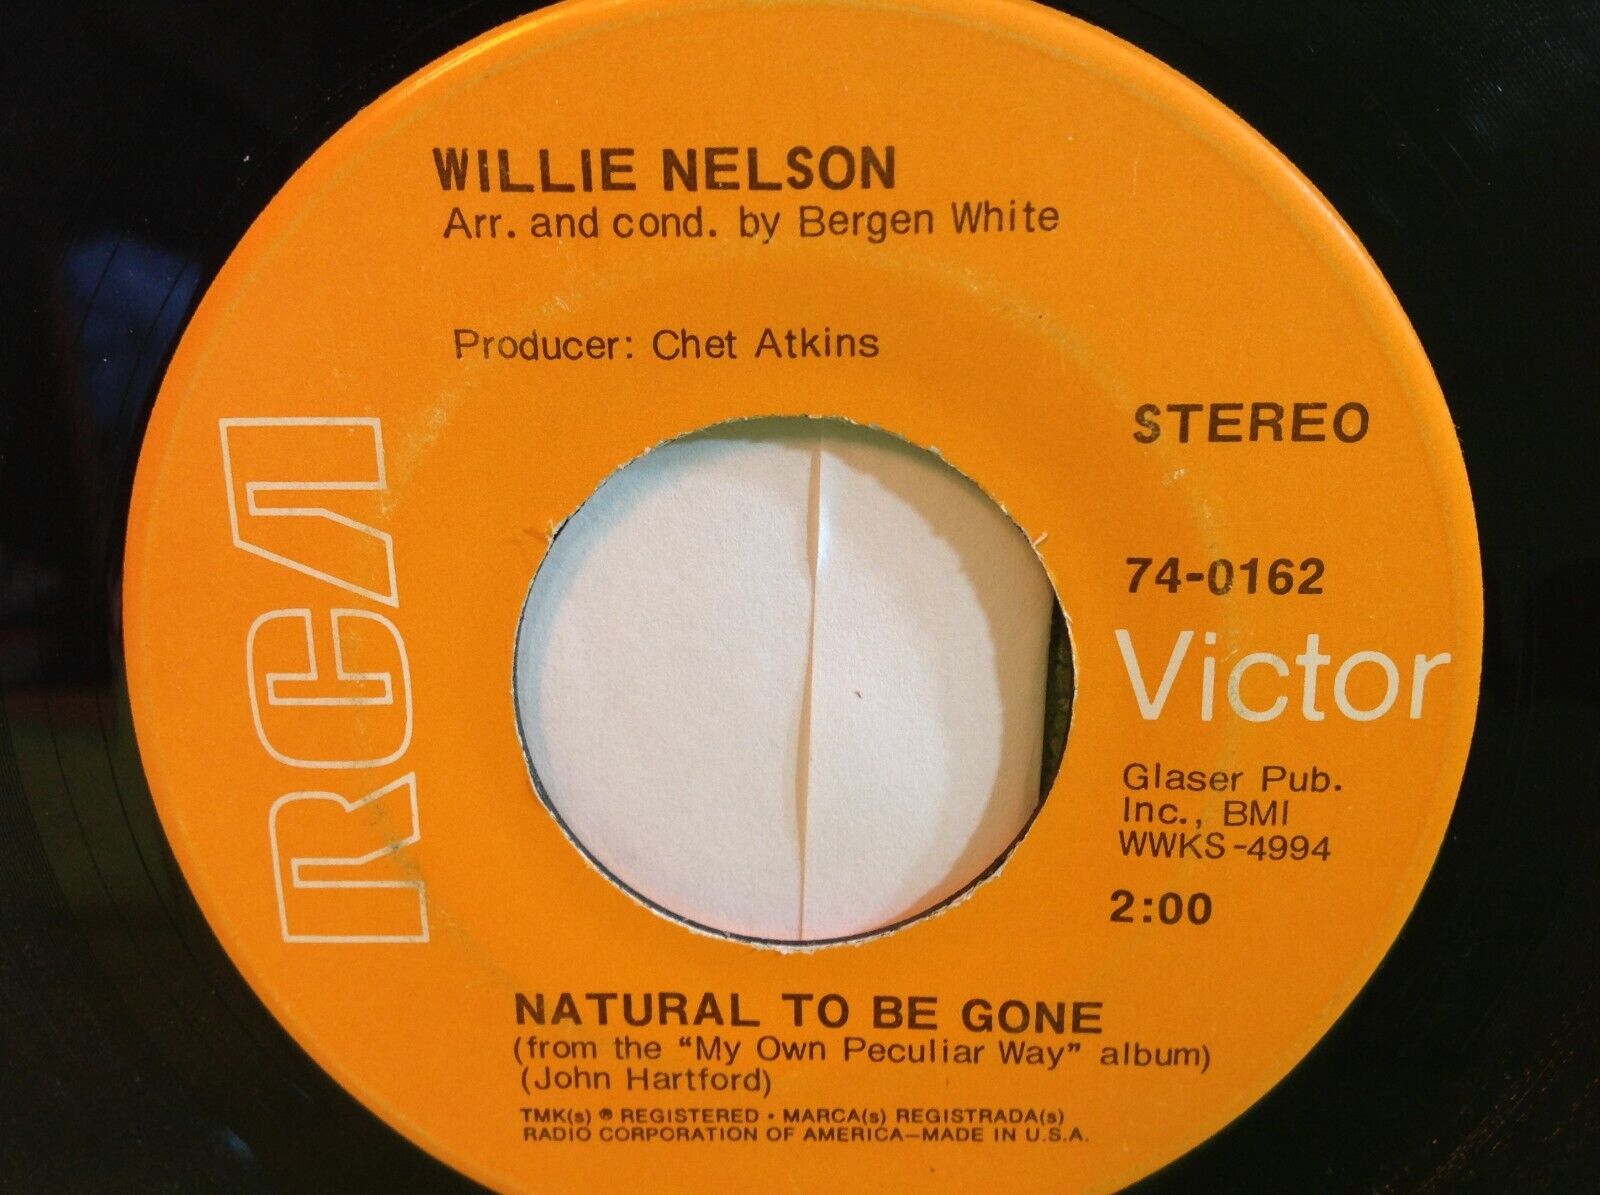 WILLIE NELSON
Arr. and cond. by Bergen White
Producer: Chet Atkins
STEREO
RCA
74-0162
Victor
Glaser Pub.
Inc., BMI
WWKS-4994
2:00
NATURAL TO BE GONE
(from the “My Own Peculiar Way” album)
(John Hartford)
TMK(s) ® REGISTERED • MARCA(s) REGISTRADA(s)
RADIO CORPORATION OF AMERICA—MADE IN U.S.A.